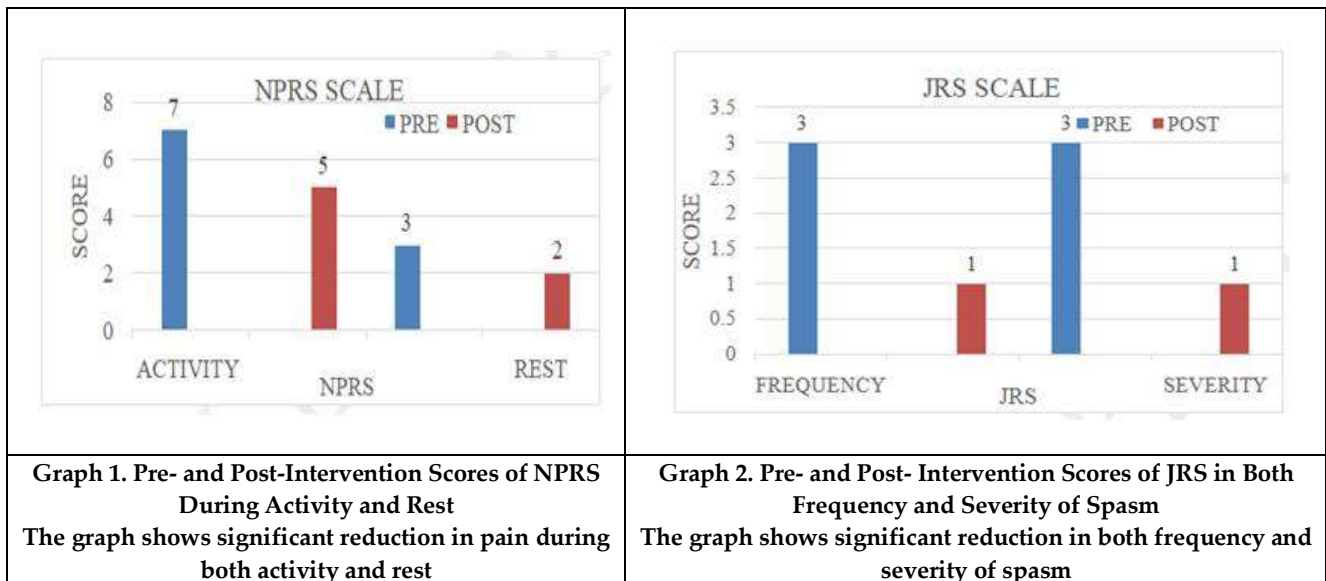 NPRS SCALE
PRE POST
8
6
4
2
0
SCORE
7
5
3
2
ACTIVITY
REST
NPRS
Graph 1. Pre- and Post-Intervention Scores of NPRS
During Activity and Rest
The graph shows significant reduction in pain during
both activity and rest
JRS SCALE
PRE POST
3.5
3
2.5
2
1.5
1
0.5
0
SCORE
3
1
3
1
FREQUENCY
SEVERITY
JRS
Graph 2. Pre- and Post- Intervention Scores of JRS in Both
Frequency and Severity of Spasm
The graph shows significant reduction in both frequency and
severity of spasm